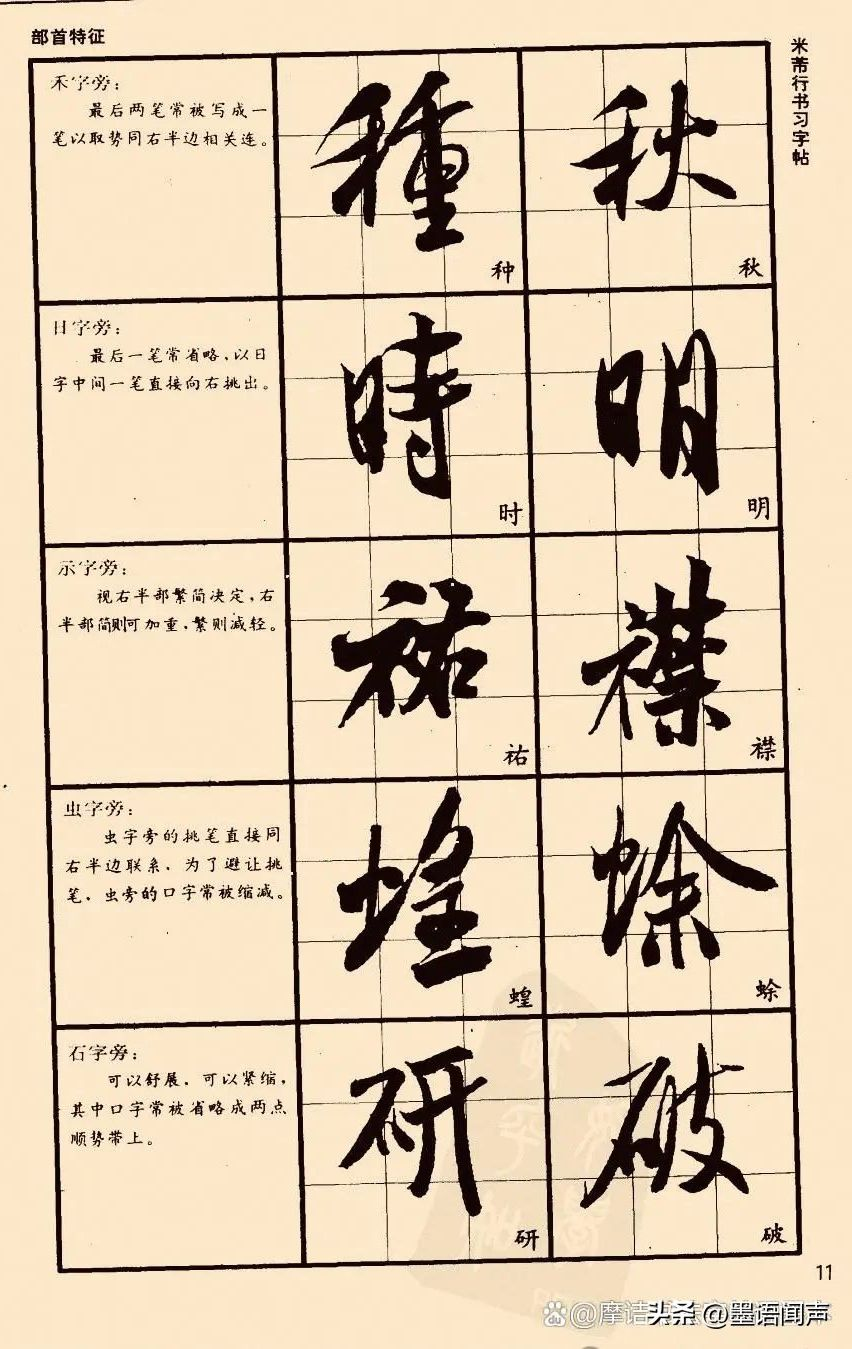 部首特征
米芾行书习字帖
禾字旁：
最后两笔常被写成一
笔以取势同右半边相关连。
種
种
秋
秋
日字旁：
最后一笔常省略，以日
字中间一笔直接向右挑出。
時
时
明
明
示字旁：
视右半部繁简决定，右
半部简则可加重，繁则减轻。
祐
祐
襟
襟
虫字旁：
虫字旁的挑笔直接同
右半边联系，为了避让挑
笔，虫旁的口字常被缩减。
蝗
蝗
蜍
蜍
石字旁：
可以舒展，可以紧缩，
其中口字常被省略成两点
顺势带上。
研
研
破
破
11
头条 @墨语闻声